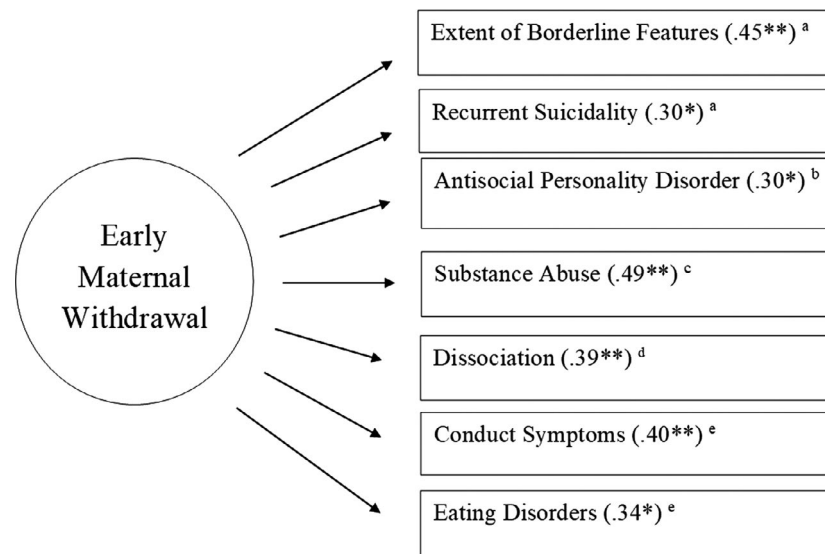 Early
Maternal
Withdrawal
Extent of Borderline Features (.45**) a
Recurrent Suicidality (.30*) a
Antisocial Personality Disorder (.30*) b
Substance Abuse (.49**) c
Dissociation (.39**) d
Conduct Symptoms (.40**) e
Eating Disorders (.34*) e